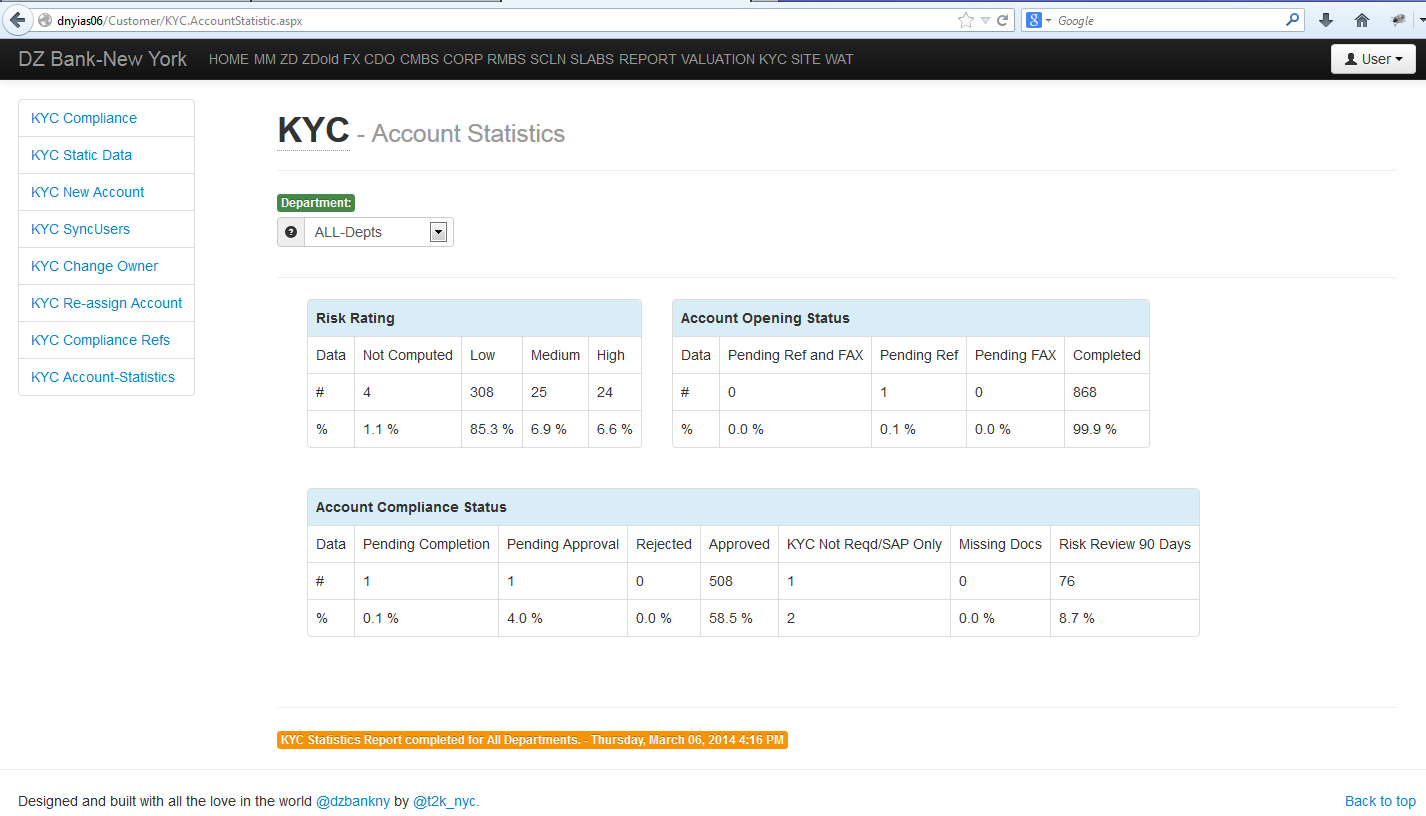 dnyias06/Customer/KYC.AccountStatistic.aspx
8 Google
DZ Bank-New York HOME MM ZD ZDold FX CDO CMBS CORP RMBS SCLN SLABS REPORT VALUATION KYC SITE WAT User
KYC Compliance
KYC Static Data
KYC New Account
KYC SyncUsers
KYC Change Owner
KYC Re-assign Account
KYC Compliance Refs
KYC Account-Statistics
KYC - Account Statistics
Department:
? ALL-Depts
Risk Rating
Data Not Computed Low Medium High
# 4 308 25 24
% 1.1 % 85.3 % 6.9 % 6.6 %
Account Opening Status
Data Pending Ref and FAX Pending Ref Pending FAX Completed
# 0 1 0 868
% 0.0 % 0.1 % 0.0 % 99.9 %
Account Compliance Status
Data Pending Completion Pending Approval Rejected Approved KYC Not Reqd/SAP Only Missing Docs Risk Review 90 Days
# 1 1 0 508 1 0 76
% 0.1 % 4.0 % 0.0 % 58.5 % 2 0.0 % 8.7 %
KYC Statistics Report completed for All Departments. - Thursday, March 06, 2014 4:16 PM
Designed and built with all the love in the world @dzbankny by @t2k_nyc.
Back to top